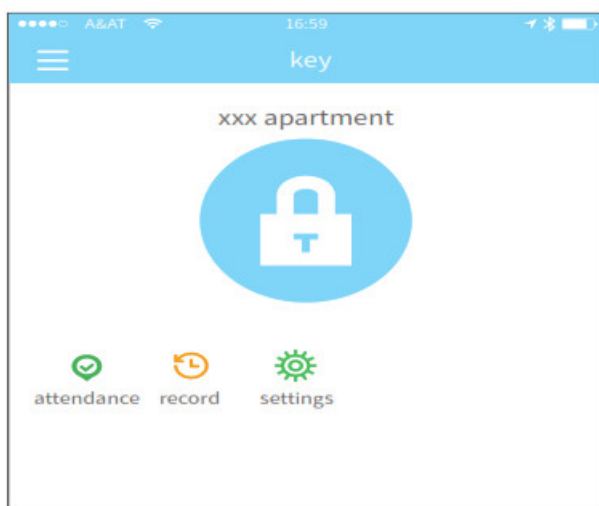 A&AT 16:59
key
xxx apartment
T
attendance record settings